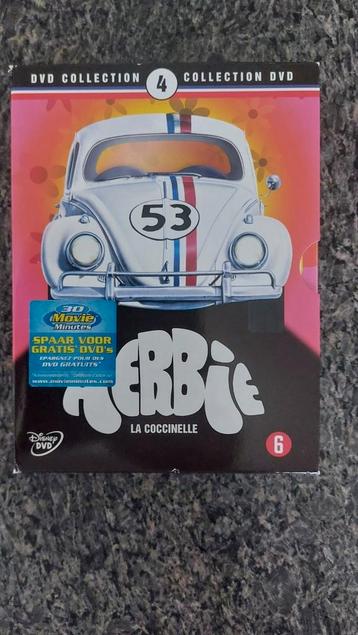 DVD COLLECTION 4 COLLECTION DVD
53
30
Movie
Minutes
SPAAR VOOR
GRATIS DVD's
EPARGNEZ POUR DES
DVD GRATUITS*
www.movieminutes.com
HERBIE
LA COCCINELLE
Disney
DVD
6